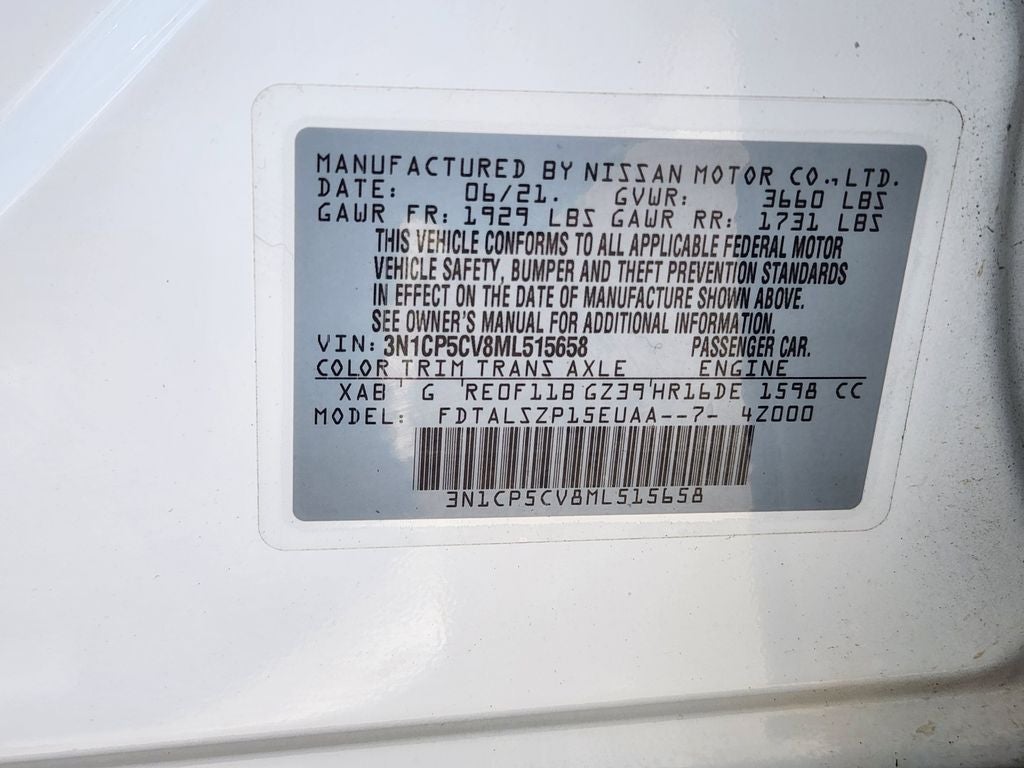 MANUFACTURED BY NISSAN MOTOR CO.,LTD.
DATE: 06/21. GVWR: 3660 LBS
GAWR FR: 1929 LBS GAWR RR: 1731 LBS
THIS VEHICLE CONFORMS TO ALL APPLICABLE FEDERAL MOTOR
VEHICLE SAFETY, BUMPER AND THEFT PREVENTION STANDARDS
IN EFFECT ON THE DATE OF MANUFACTURE SHOWN ABOVE.
SEE OWNER'S MANUAL FOR ADDITIONAL INFORMATION.
VIN: 3N1CP5CV8ML515658 PASSENGER CAR.
COLOR TRIM TRANS AXLE ENGINE
XAB ' G 'RE0F11B GZ39'HR16DE 1598 CC
MODEL: FDTALSZP15EUAA--7- 4Z000
3N1CP5CV8ML515658